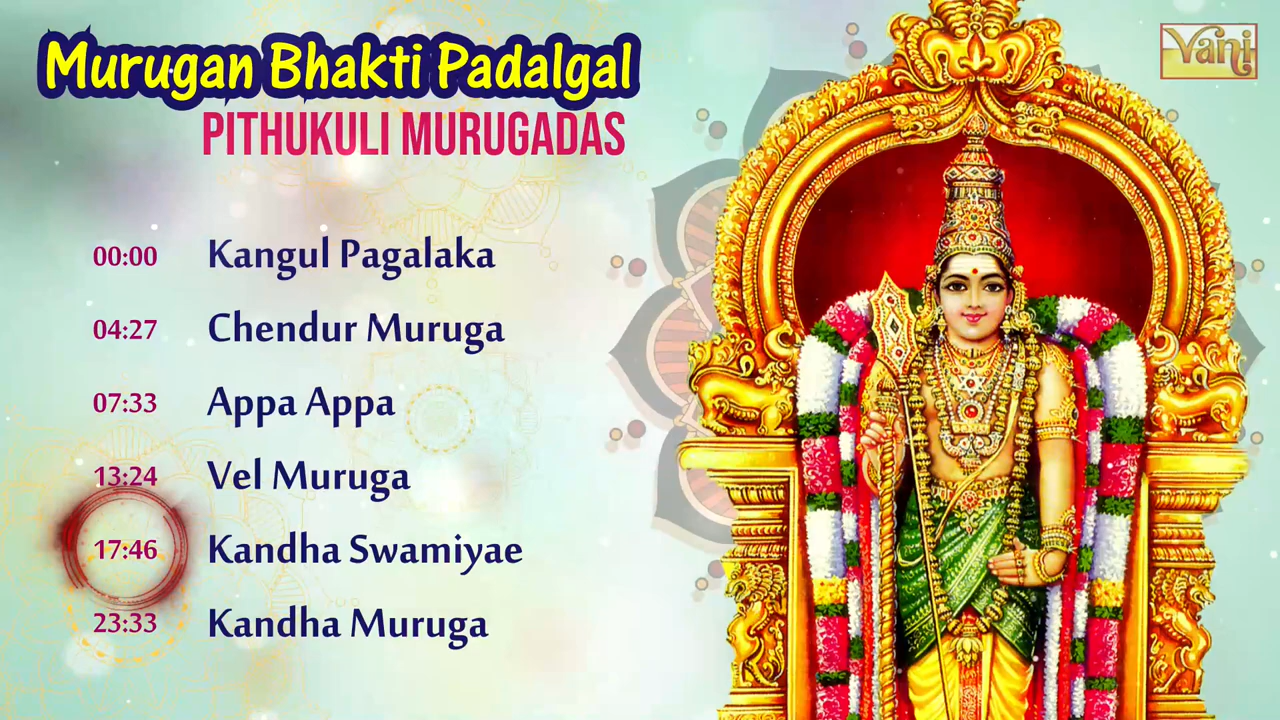 Murugan Bhakti Padalgal
Vani
PITHUKULI MURUGADAS
00:00 Kangul Pagalaka
04:27 Chendur Muruga
07:33 Appa Appa
13:24 Vel Muruga
17:46 Kandha Swamiyae
23:33 Kandha Muruga